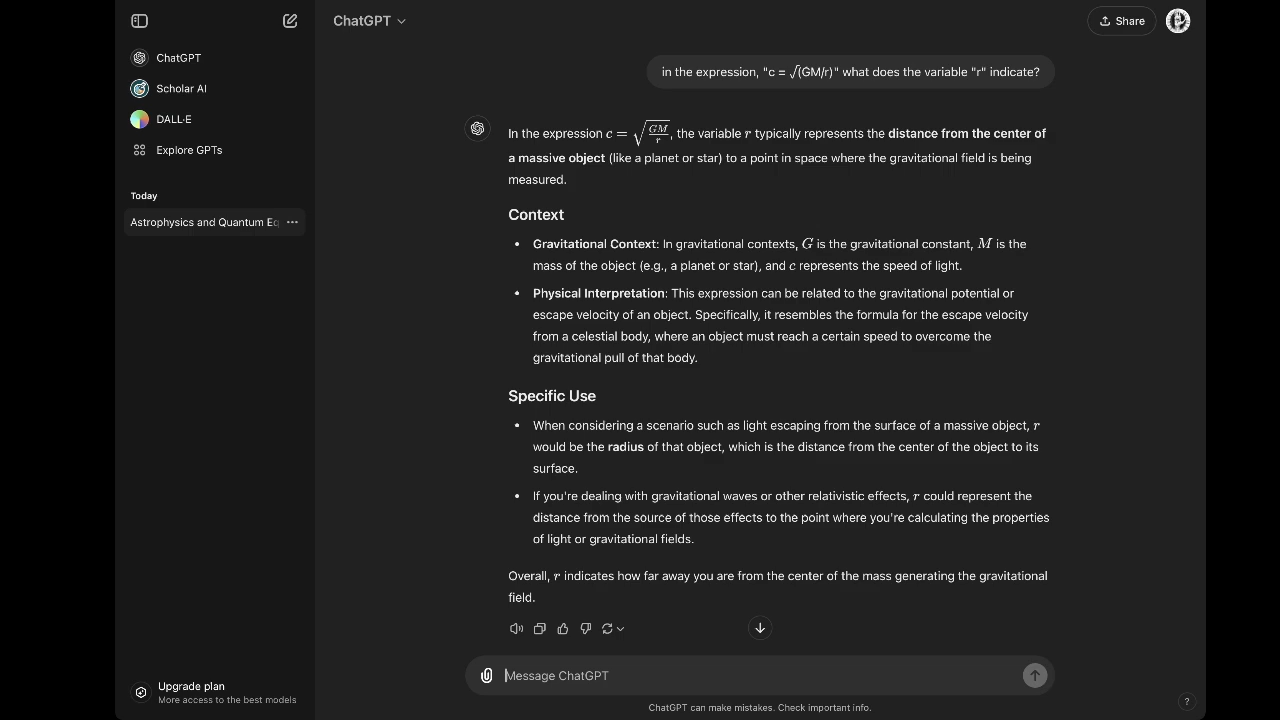 ChatGPT
Share
ChatGPT
Scholar AI
DALL·E
Explore GPTs
Today
Astrophysics and Quantum Eq
in the expression, "c = √(GM/r)" what does the variable "r" indicate?
In the expression c = √(GM/r), the variable r typically represents the distance from the center of
a massive object (like a planet or star) to a point in space where the gravitational field is being
measured.
Context
• Gravitational Context: In gravitational contexts, G is the gravitational constant, M is the
mass of the object (e.g., a planet or star), and c represents the speed of light.
• Physical Interpretation: This expression can be related to the gravitational potential or
escape velocity of an object. Specifically, it resembles the formula for the escape velocity
from a celestial body, where an object must reach a certain speed to overcome the
gravitational pull of that body.
Specific Use
• When considering a scenario such as light escaping from the surface of a massive object, r
would be the radius of that object, which is the distance from the center of the object to its
surface.
• If you're dealing with gravitational waves or other relativistic effects, r could represent the
distance from the source of those effects to the point where you're calculating the properties
of light or gravitational fields.
Overall, r indicates how far away you are from the center of the mass generating the gravitational
field.
Message ChatGPT
Upgrade plan
More access to the best models
ChatGPT can make mistakes. Check important info.
?